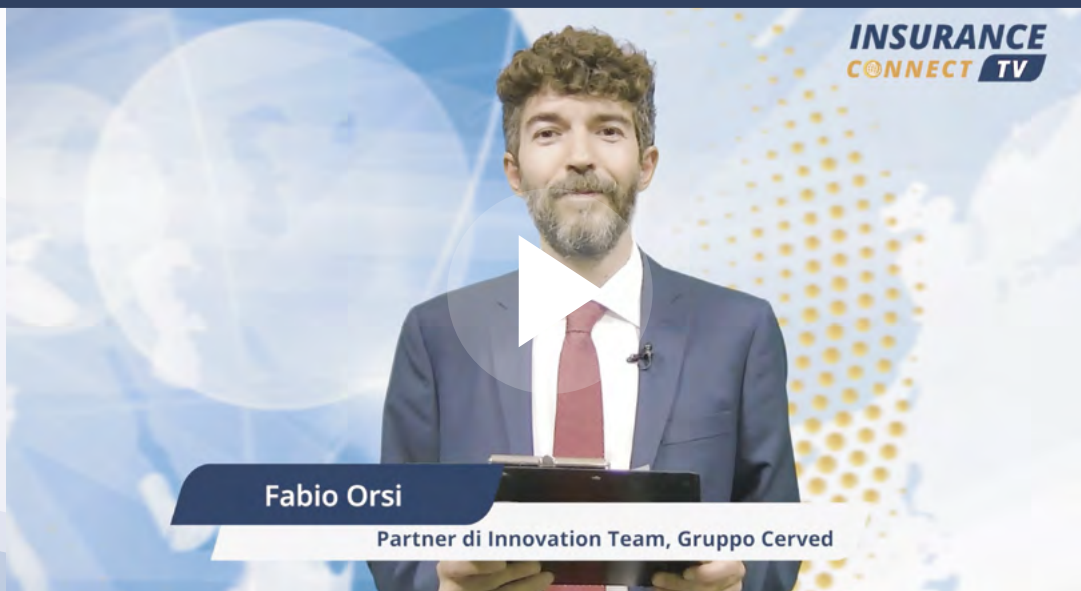 INSURANCE
CONNECT TV
Fabio Orsi
Partner di Innovation Team, Gruppo Cerved